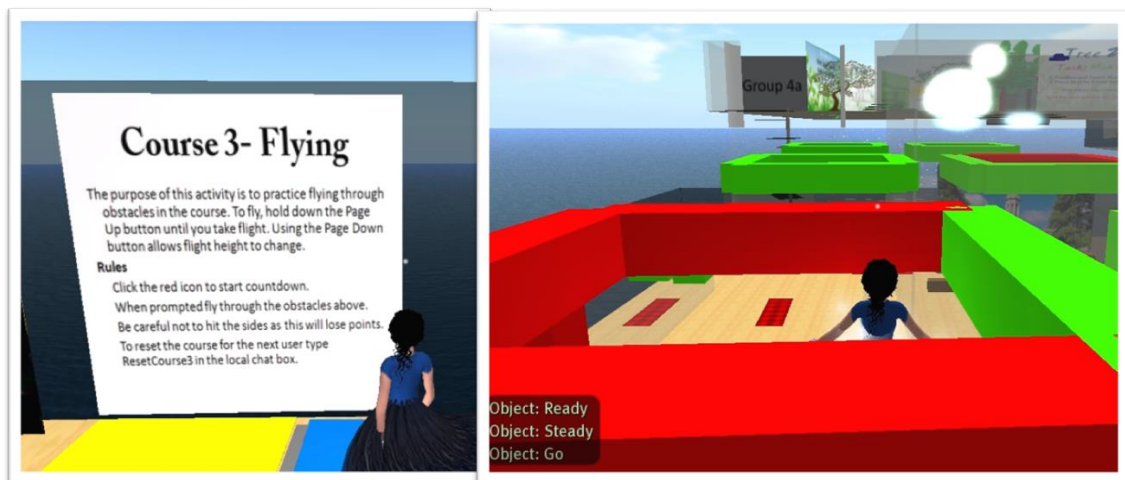 Course 3- Flying
The purpose of this activity is to practice flying through
obstacles in the course. To fly, hold down the Page
Up button until you take flight. Using the Page Down
button allows flight height to change.
Rules
Click the red icon to start countdown.
When prompted fly through the obstacles above.
Be careful not to hit the sides as this will lose points.
To reset the course for the next user type
ResetCourse3 in the local chat box.
Group 4a
Tree
Object: Ready
Object: Steady
Object: Go